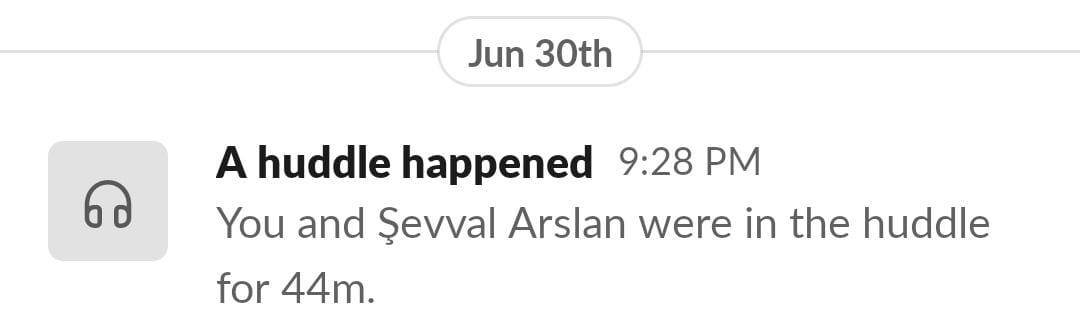 Jun 30th
A huddle happened 9:28 PM
You and Şevval Arslan were in the huddle
for 44m.